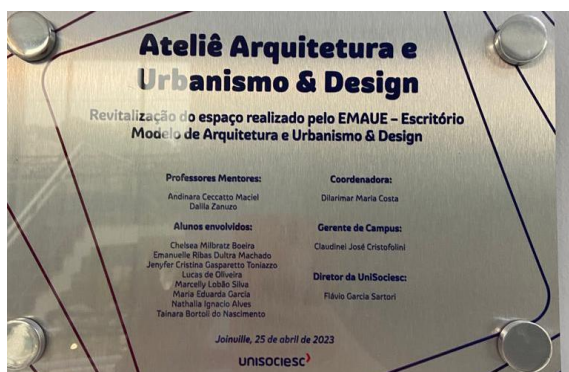 Ateliê Arquitetura e
Urbanismo & Design
Revitalização do espaço realizado pelo EMAUE – Escritório
Modelo de Arquitetura e Urbanismo & Design
Professores Mentores:
Andinara Ceccatto Maciel
Dalila Zanuzo
Alunos envolvidos:
Chelsea Milbratz Boeira
Emanuelle Ribas Dultra Machado
Jenyfer Cristina Gasparetto Toniazzo
Lucas de Oliveira
Marcelly Lobão Silva
Maria Eduarda Garcia
Nathalia Ignacio Alves
Tainara Bortoli do Nascimento
Coordenadora:
Dilarimar Maria Costa
Gerente de Campus:
Claudinei José Cristofolini
Diretor da UniSociesc:
Flávio Garcia Sartori
Joinville, 25 de abril de 2023
UNISOCIESC